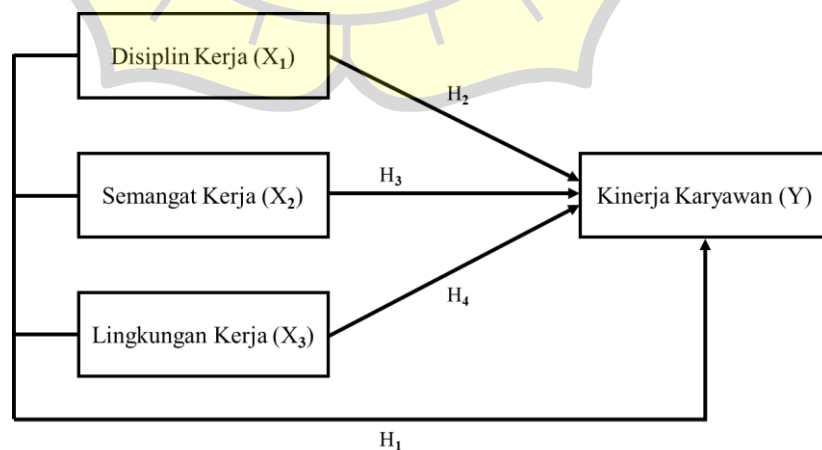 Disiplin Kerja (X₁)
H₂
Semangat Kerja (X₂)
H₃
Kinerja Karyawan (Y)
Lingkungan Kerja (X₃)
H₄
H₁